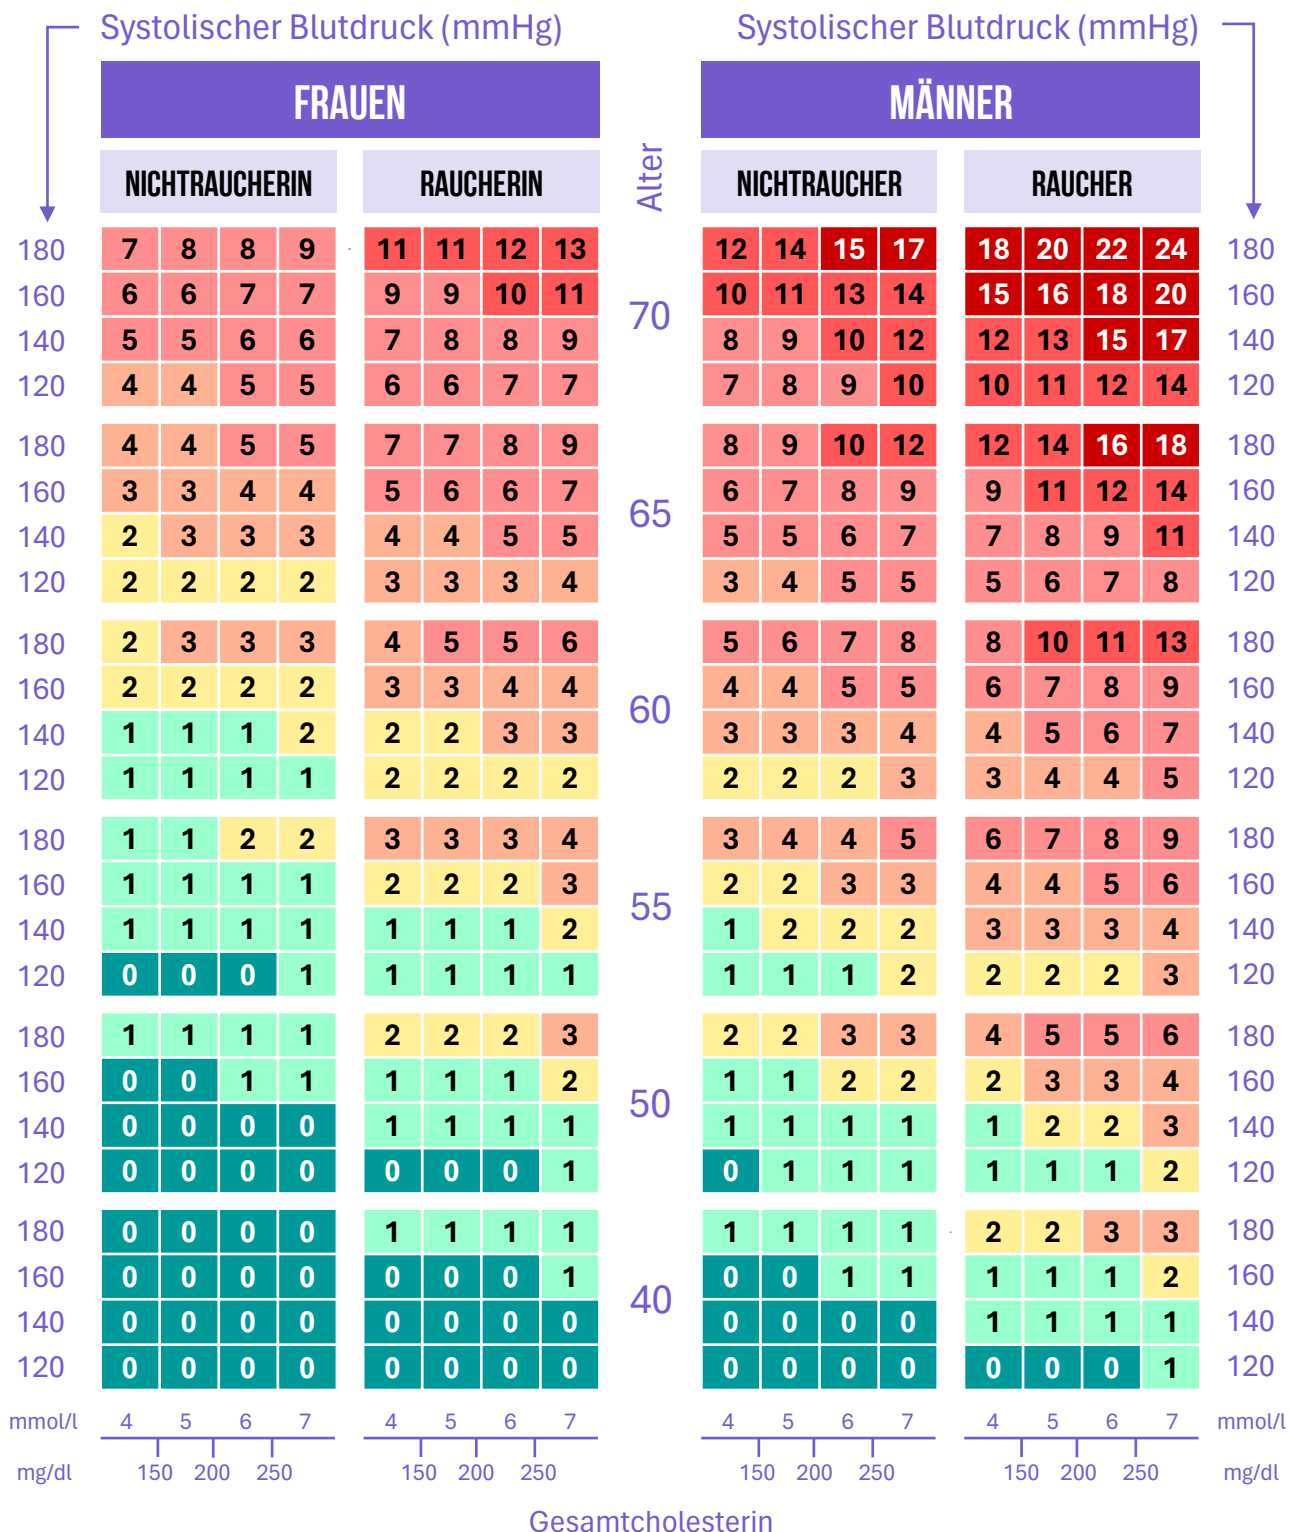 Systolischer Blutdruck (mmHg) Systolischer Blutdruck (mmHg)
FRAUEN MÄNNER
NICHTRAUCHERIN RAUCHERIN Alter NICHTRAUCHER RAUCHER
180 7 8 8 9 11 11 12 13 12 14 15 17 18 20 22 24 180
160 6 6 7 7 9 9 10 11 10 11 13 14 15 16 18 20 160
70
140 5 5 6 6 7 8 8 9 8 9 10 12 12 13 15 17 140
120 4 4 5 5 6 6 7 7 7 8 9 10 10 11 12 14 120
180 4 4 5 5 7 7 8 9 8 9 10 12 12 14 16 18 180
160 3 3 4 4 5 6 6 7 6 7 8 9 9 11 12 14 160
65
140 2 3 3 3 4 4 5 5 5 5 6 7 7 8 9 11 140
120 2 2 2 2 3 3 3 4 3 4 5 5 5 6 7 8 120
180 2 3 3 3 4 5 5 6 5 6 7 8 8 10 11 13 180
160 2 2 2 2 3 3 4 4 4 4 5 5 6 7 8 9 160
60
140 1 1 1 2 2 2 3 3 3 3 3 4 4 5 6 7 140
120 1 1 1 1 2 2 2 2 2 2 2 3 3 4 4 5 120
180 1 1 2 2 3 3 3 4 3 4 4 5 6 7 8 9 180
160 1 1 1 1 2 2 2 3 2 2 3 3 4 4 5 6 160
55
140 1 1 1 1 1 1 1 2 1 2 2 2 3 3 3 4 140
120 0 0 0 1 1 1 1 1 1 1 1 2 2 2 2 3 120
180 1 1 1 1 2 2 2 3 2 2 3 3 4 5 5 6 180
160 0 0 1 1 1 1 1 2 1 1 2 2 2 3 3 4 160
50
140 0 0 0 0 1 1 1 1 1 1 1 1 1 2 2 3 140
120 0 0 0 0 0 0 0 1 0 1 1 1 1 1 1 2 120
180 0 0 0 0 1 1 1 1 1 1 1 1 2 2 3 3 180
160 0 0 0 0 0 0 0 1 0 0 1 1 1 1 1 2 160
40
140 0 0 0 0 0 0 0 0 0 0 0 0 1 1 1 1 140
120 0 0 0 0 0 0 0 0 0 0 0 0 0 0 0 1 120
mmol/l 4 5 6 7 4 5 6 7 4 5 6 7 4 5 6 7 mmol/l
mg/dl 150 200 250 150 200 250 150 200 250 150 200 250 mg/dl
Gesamtcholesterin